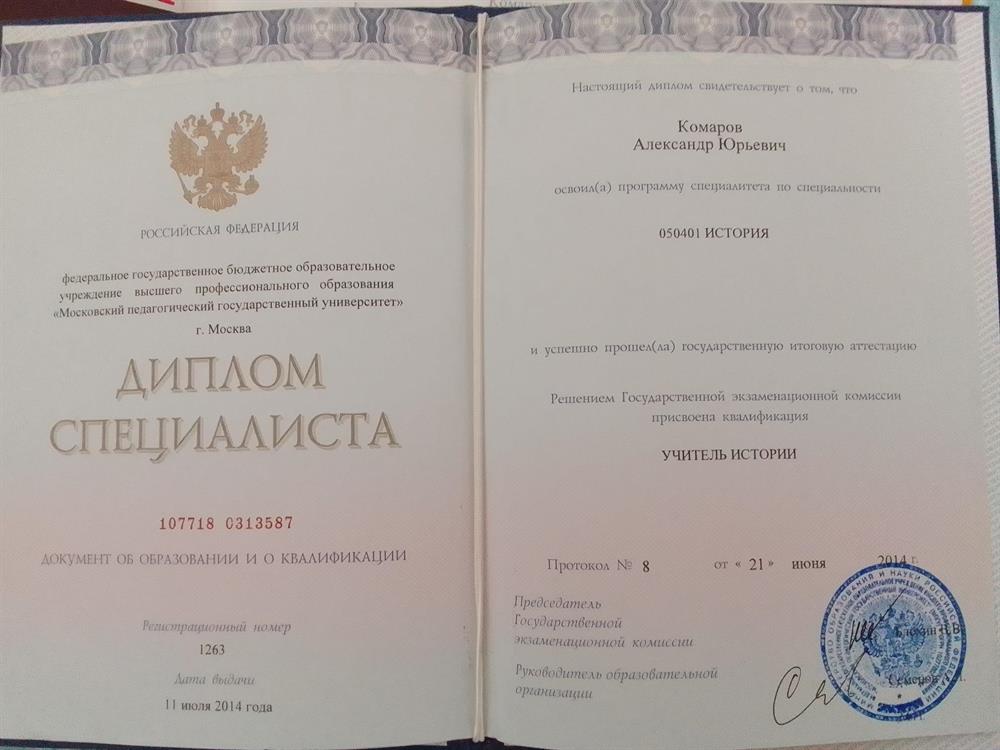 РОССИЙСКАЯ ФЕДЕРАЦИЯ
федеральное государственное бюджетное образовательное
учреждение высшего профессионального образования
«Московский педагогический государственный университет»
г. Москва
ДИПЛОМ
СПЕЦИАЛИСТА
107718 0313587
ДОКУМЕНТ ОБ ОБРАЗОВАНИИ И О КВАЛИФИКАЦИИ
Регистрационный номер
1263
Дата выдачи
11 июля 2014 года
Настоящий диплом свидетельствует о том, что
Комаров
Александр Юрьевич
освоил(а) программу специалитета по специальности
050401 ИСТОРИЯ
и успешно прошел(ла) государственную итоговую аттестацию
Решением Государственной экзаменационной комиссии
присвоена квалификация
УЧИТЕЛЬ ИСТОРИИ
Протокол № 8 от « 21 » июня 2014 г.
Председатель
Государственной
экзаменационной комиссии
Руководитель образовательной
организации